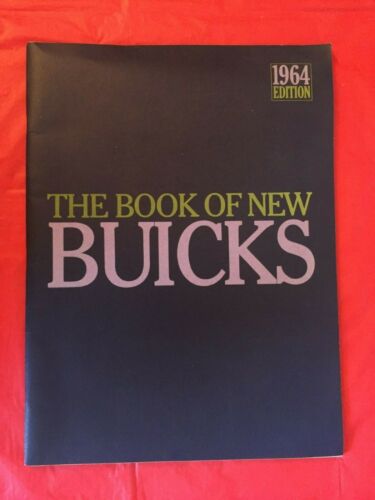 1964
EDITION
THE BOOK OF NEW
BUICKS